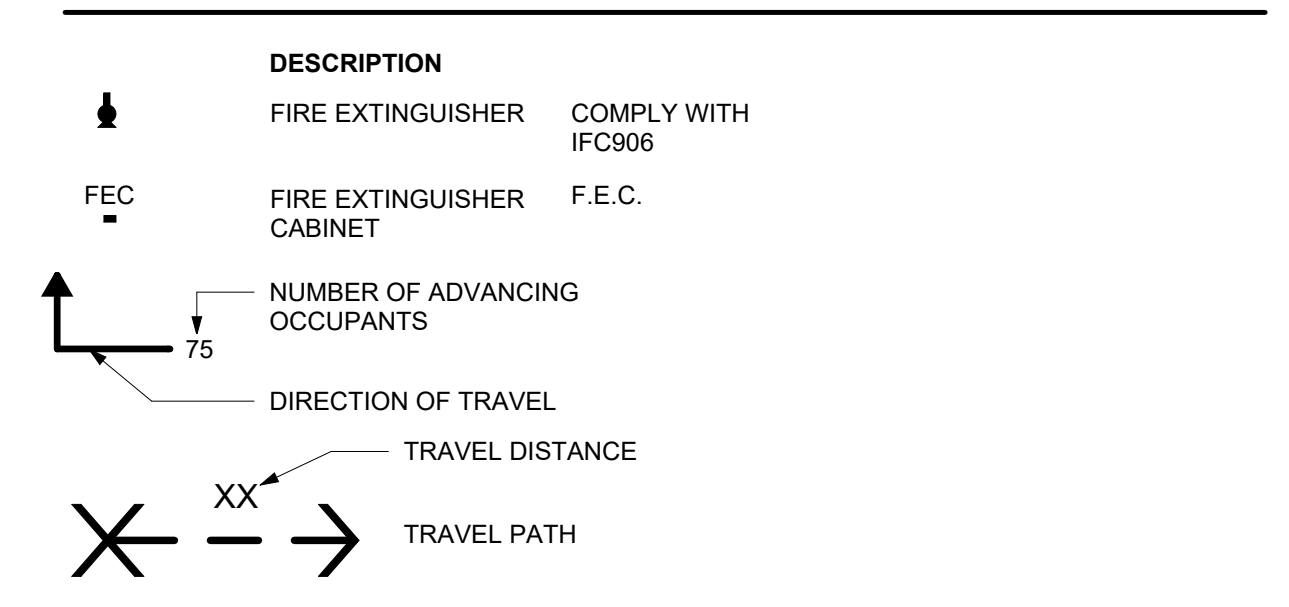 DESCRIPTION
FIRE EXTINGUISHER
COMPLY WITH
IFC906
FEC
FIRE EXTINGUISHER
CABINET
F.E.C.
NUMBER OF ADVANCING
OCCUPANTS
75
DIRECTION OF TRAVEL
TRAVEL DISTANCE
XX
TRAVEL PATH